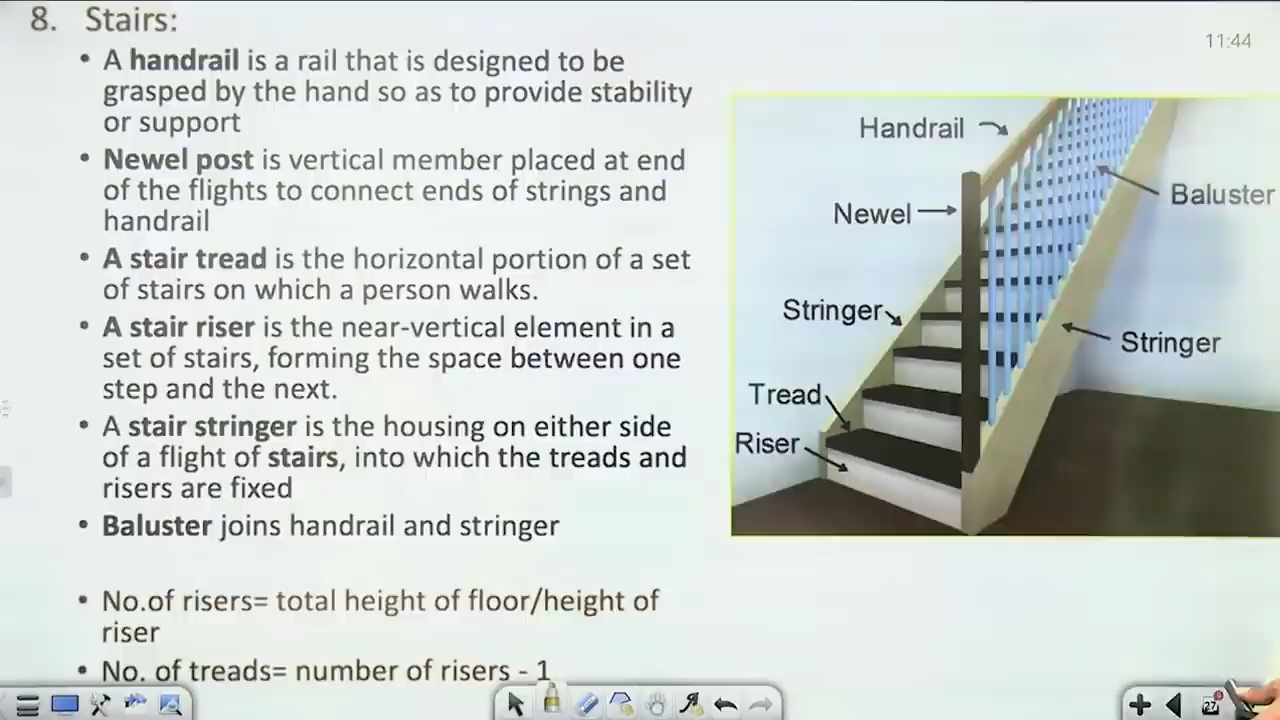 8. Stairs:
• A handrail is a rail that is designed to be
grasped by the hand so as to provide stability
or support
• Newel post is vertical member placed at end
of the flights to connect ends of strings and
handrail
• A stair tread is the horizontal portion of a set
of stairs on which a person walks.
• A stair riser is the near-vertical element in a
set of stairs, forming the space between one
step and the next.
• A stair stringer is the housing on either side
of a flight of stairs, into which the treads and
risers are fixed
• Baluster joins handrail and stringer
• No.of risers= total height of floor/height of
riser
• No. of treads= number of risers - 1
11:44
Handrail
Baluster
Newel
Stringer
Stringer
Tread
Riser
27